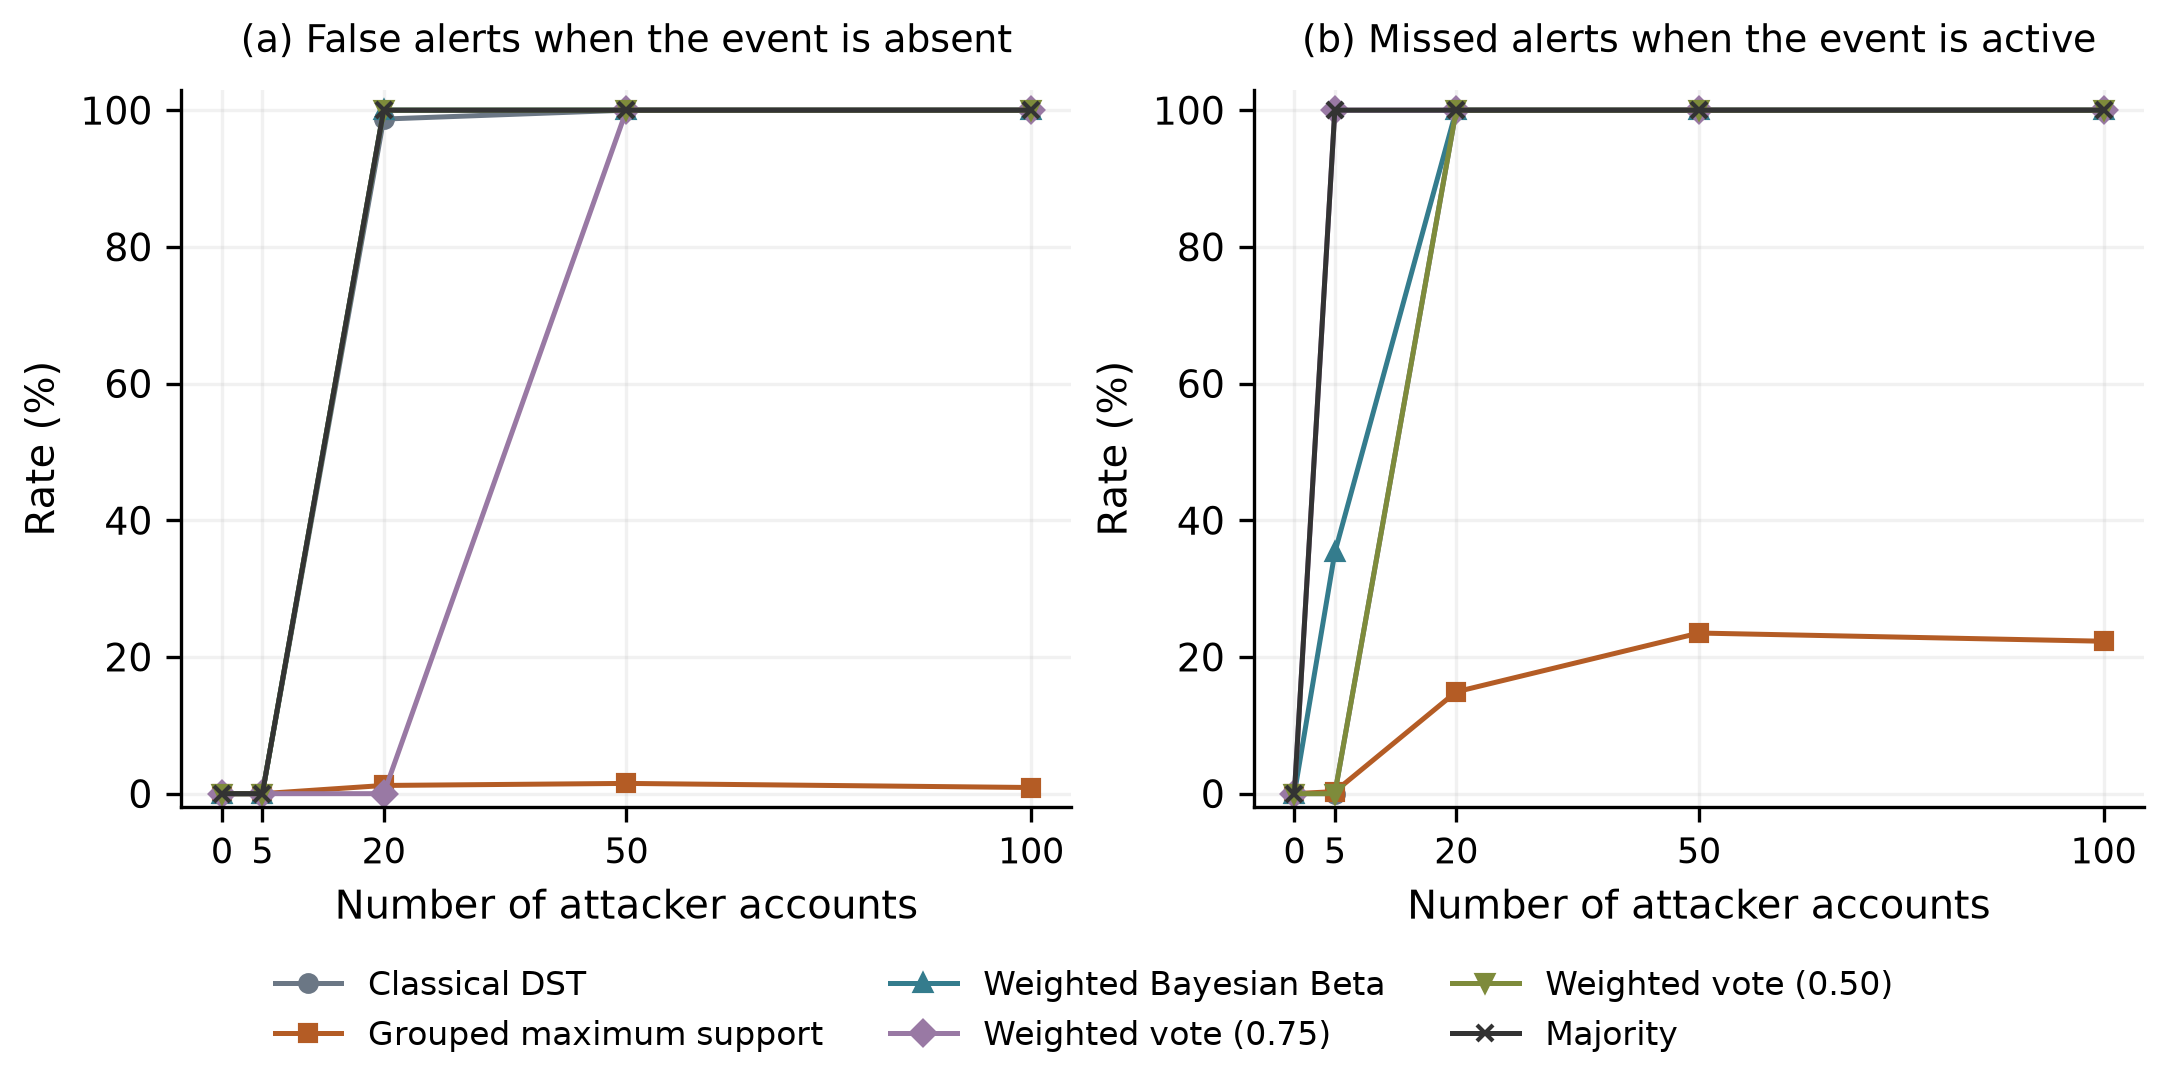 (a) False alerts when the event is absent
Rate (%)
100
80
60
40
20
0
0 5 20 50 100
Number of attacker accounts
(b) Missed alerts when the event is active
Rate (%)
100
80
60
40
20
0
0 5 20 50 100
Number of attacker accounts
Classical DST
Grouped maximum support
Weighted Bayesian Beta
Weighted vote (0.75)
Weighted vote (0.50)
Majority